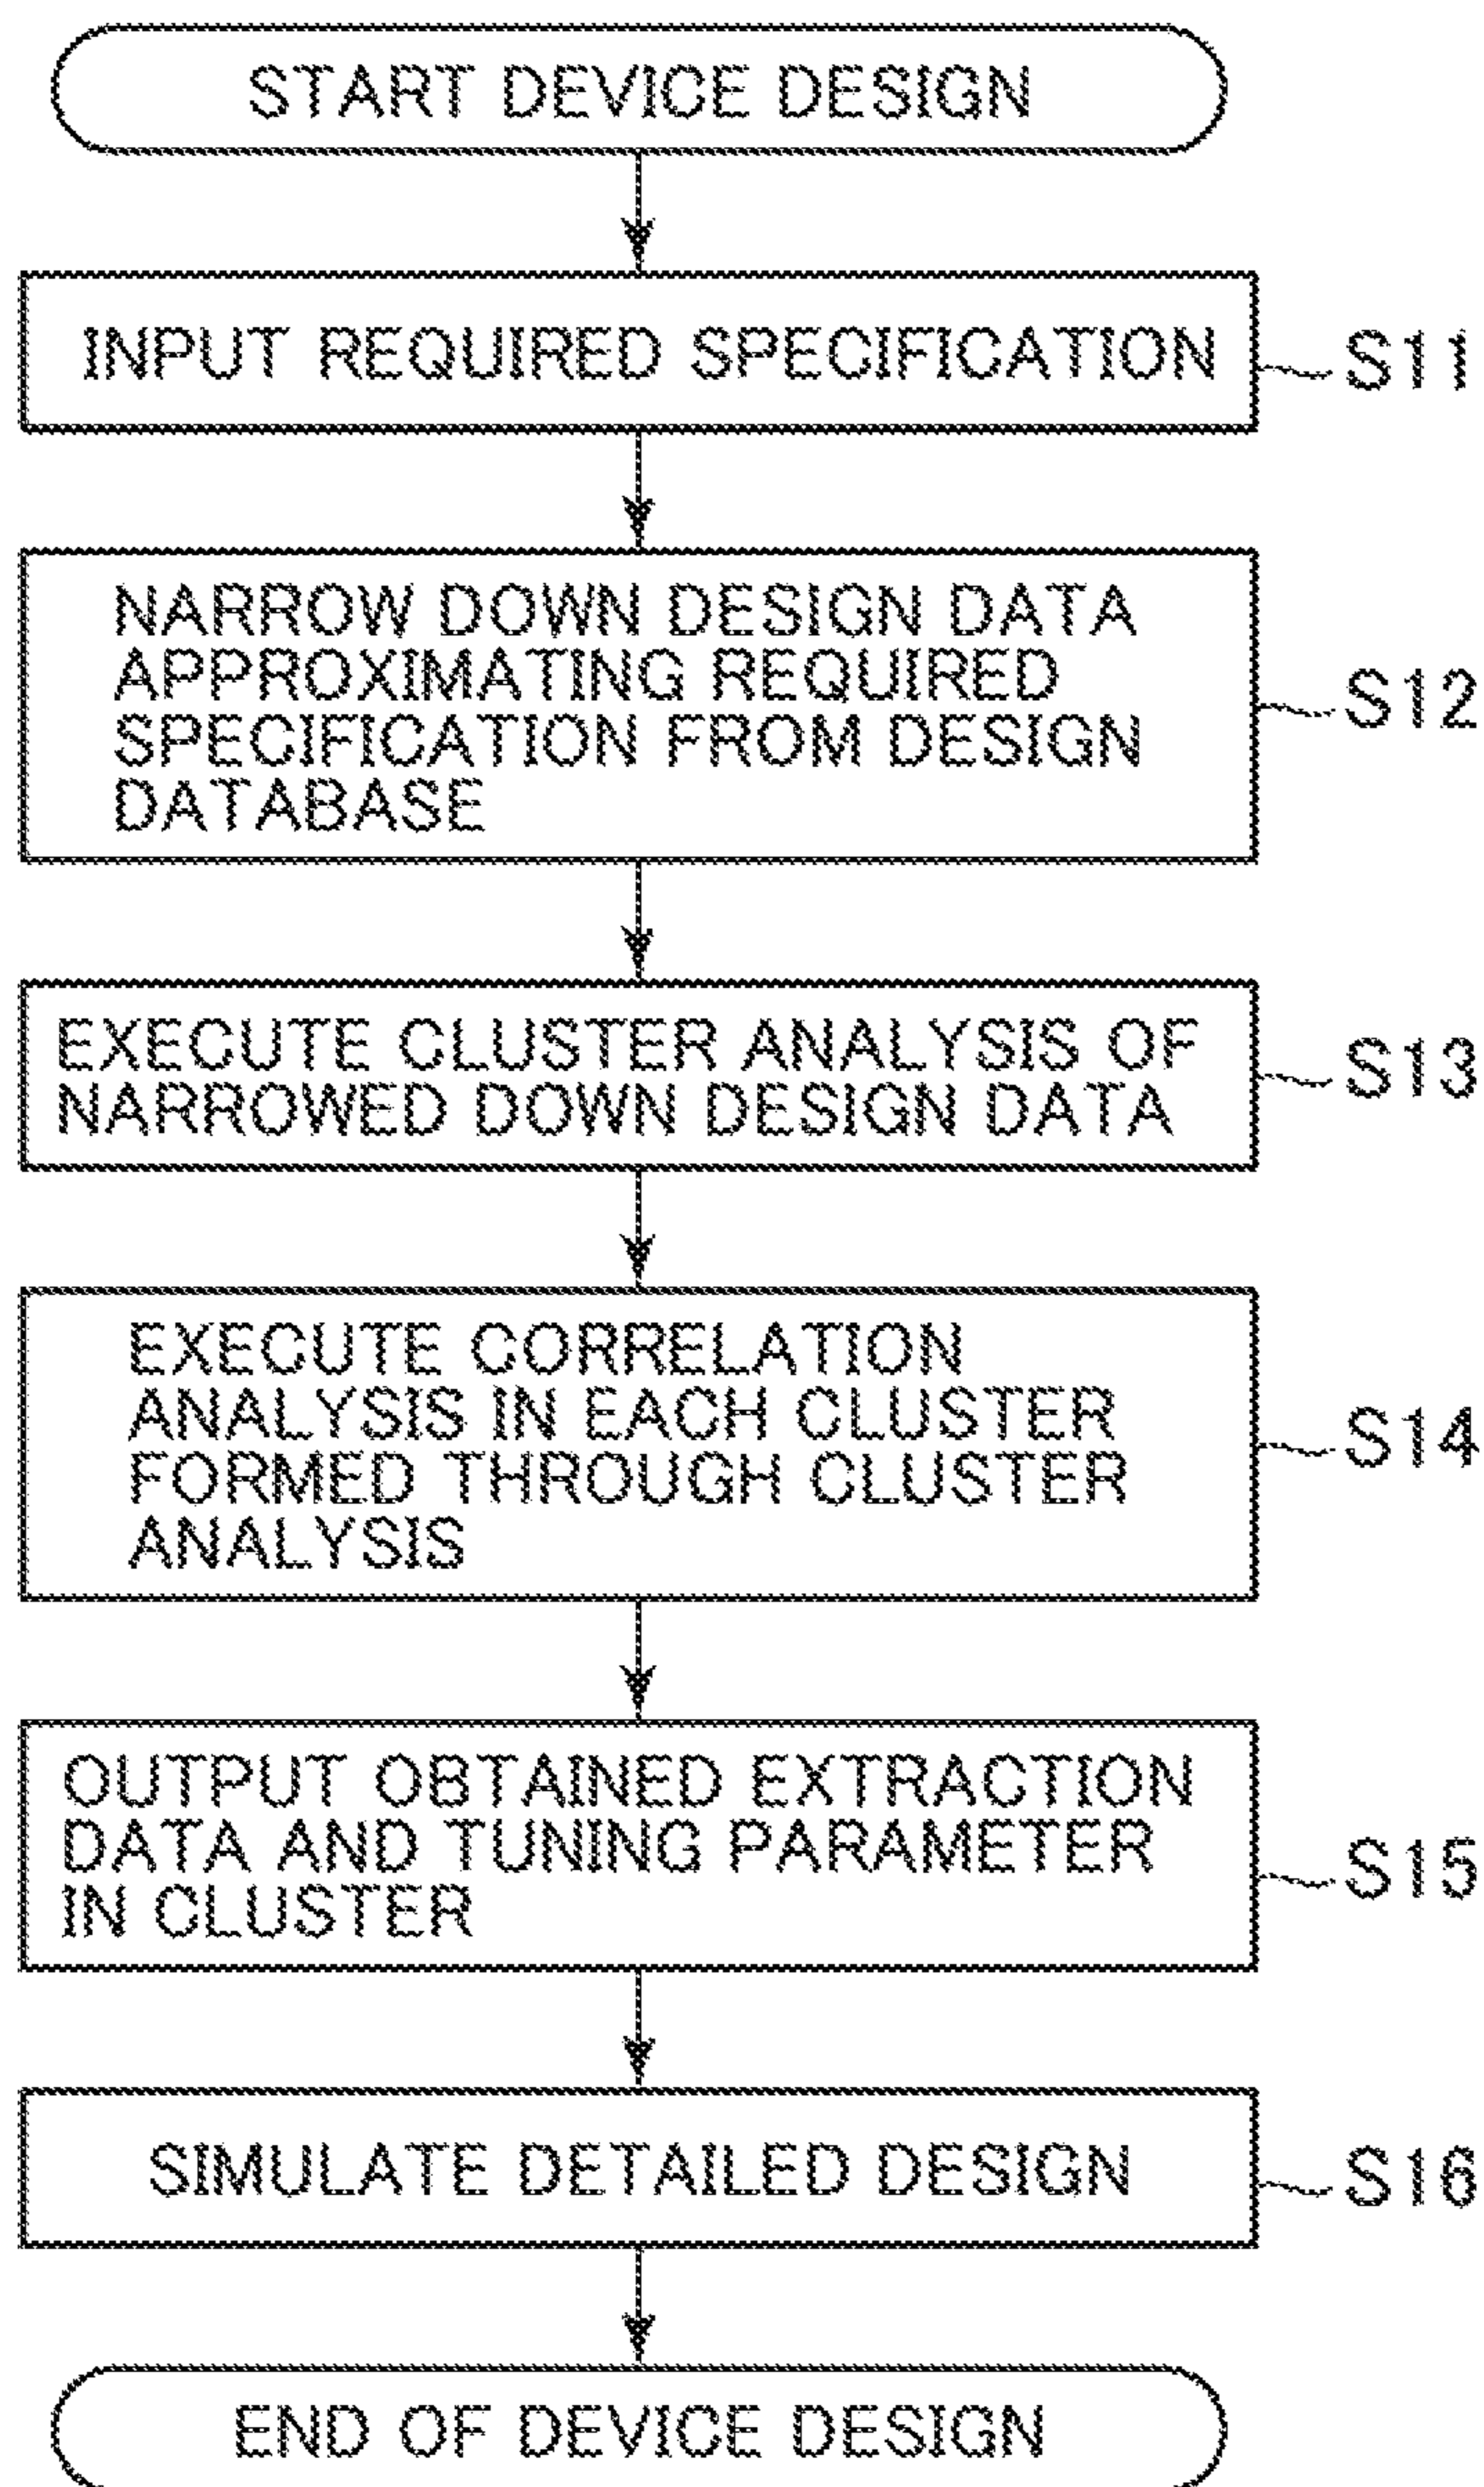 START DEVICE DESIGN
INPUT REQUIRED SPECIFICATION
S11
NARROW DOWN DESIGN DATA
APPROXIMATING REQUIRED
SPECIFICATION FROM DESIGN
DATABASE
S12
EXECUTE CLUSTER ANALYSIS OF
NARROWED DOWN DESIGN DATA
S13
EXECUTE CORRELATION
ANALYSIS IN EACH CLUSTER
FORMED THROUGH CLUSTER
ANALYSIS
S14
OUTPUT OBTAINED EXTRACTION
DATA AND TUNING PARAMETER
IN CLUSTER
S15
SIMULATE DETAILED DESIGN
S16
END OF DEVICE DESIGN